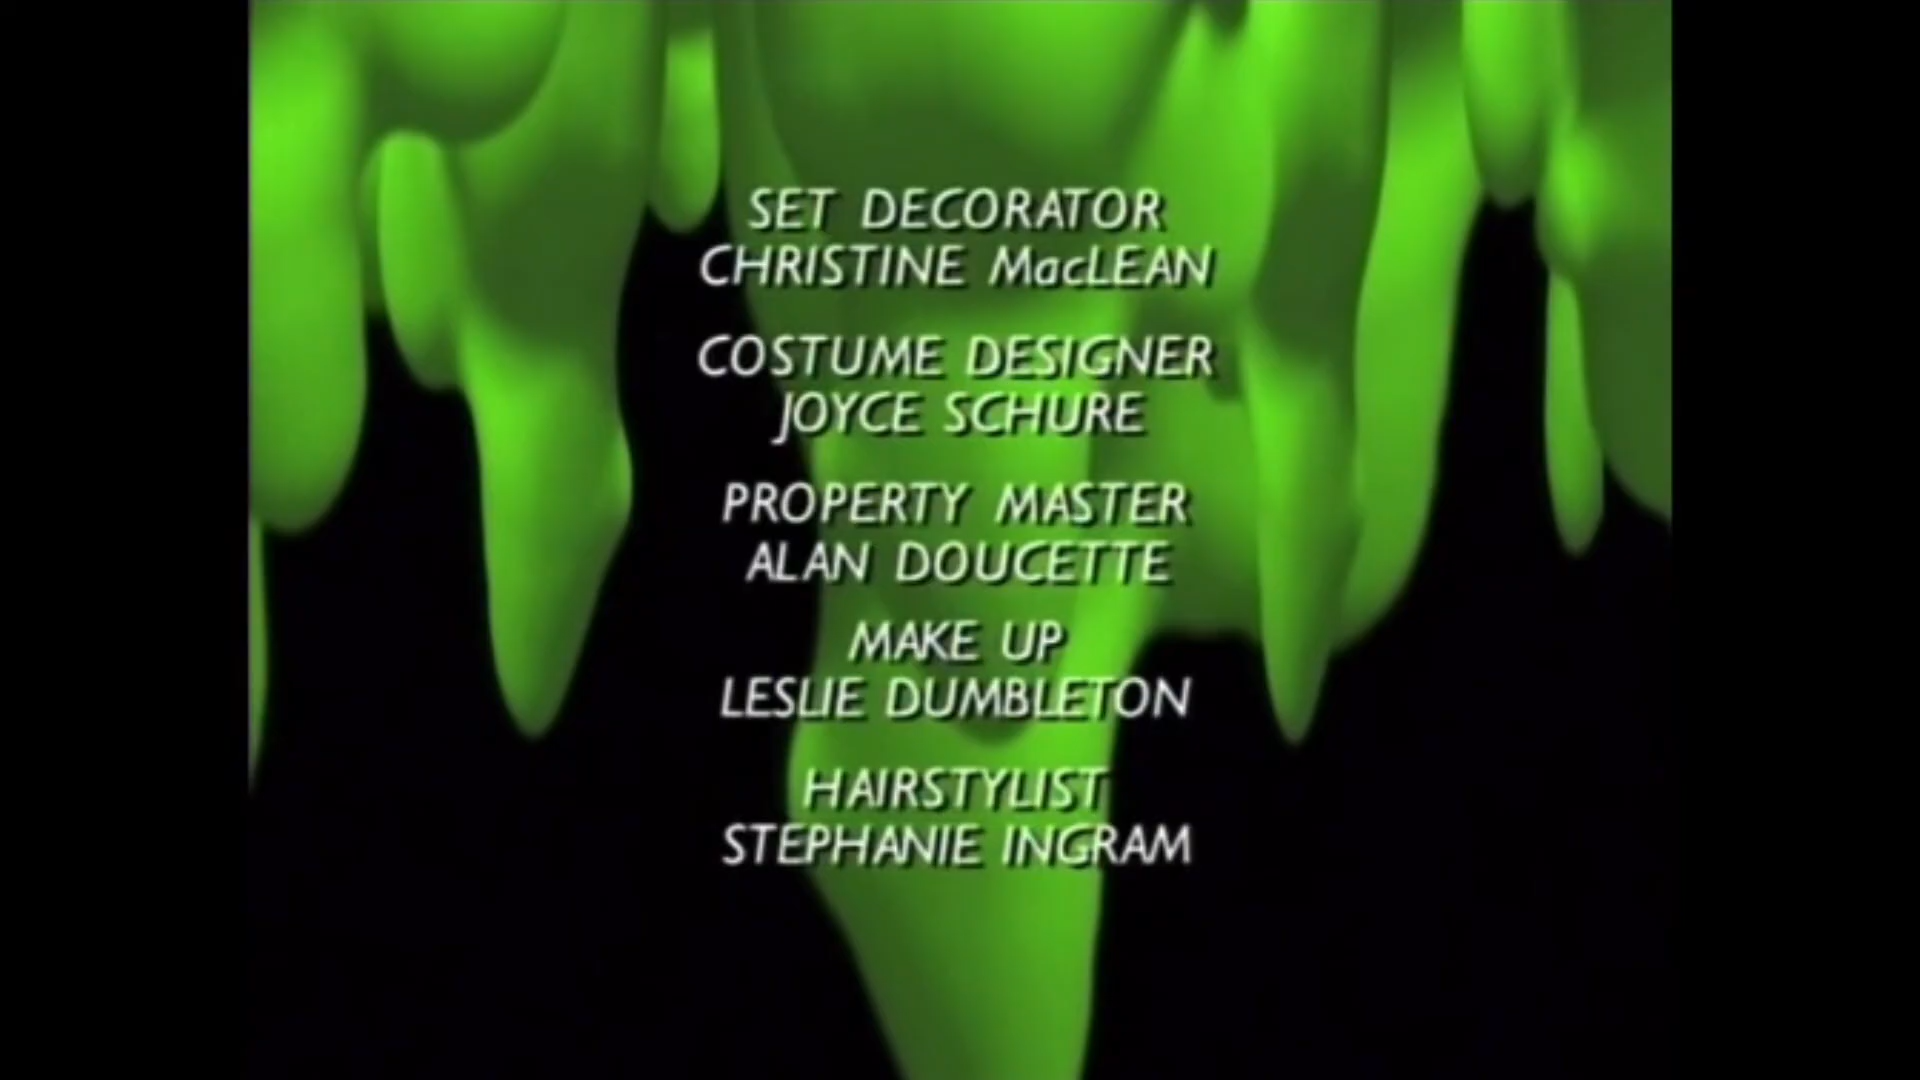 SET DECORATOR
CHRISTINE MacLEAN
COSTUME DESIGNER
JOYCE SCHURE
PROPERTY MASTER
ALAN DOUCETTE
MAKE UP
LESLIE DUMBLETON
HAIRSTYLIST
STEPHANIE INGRAM